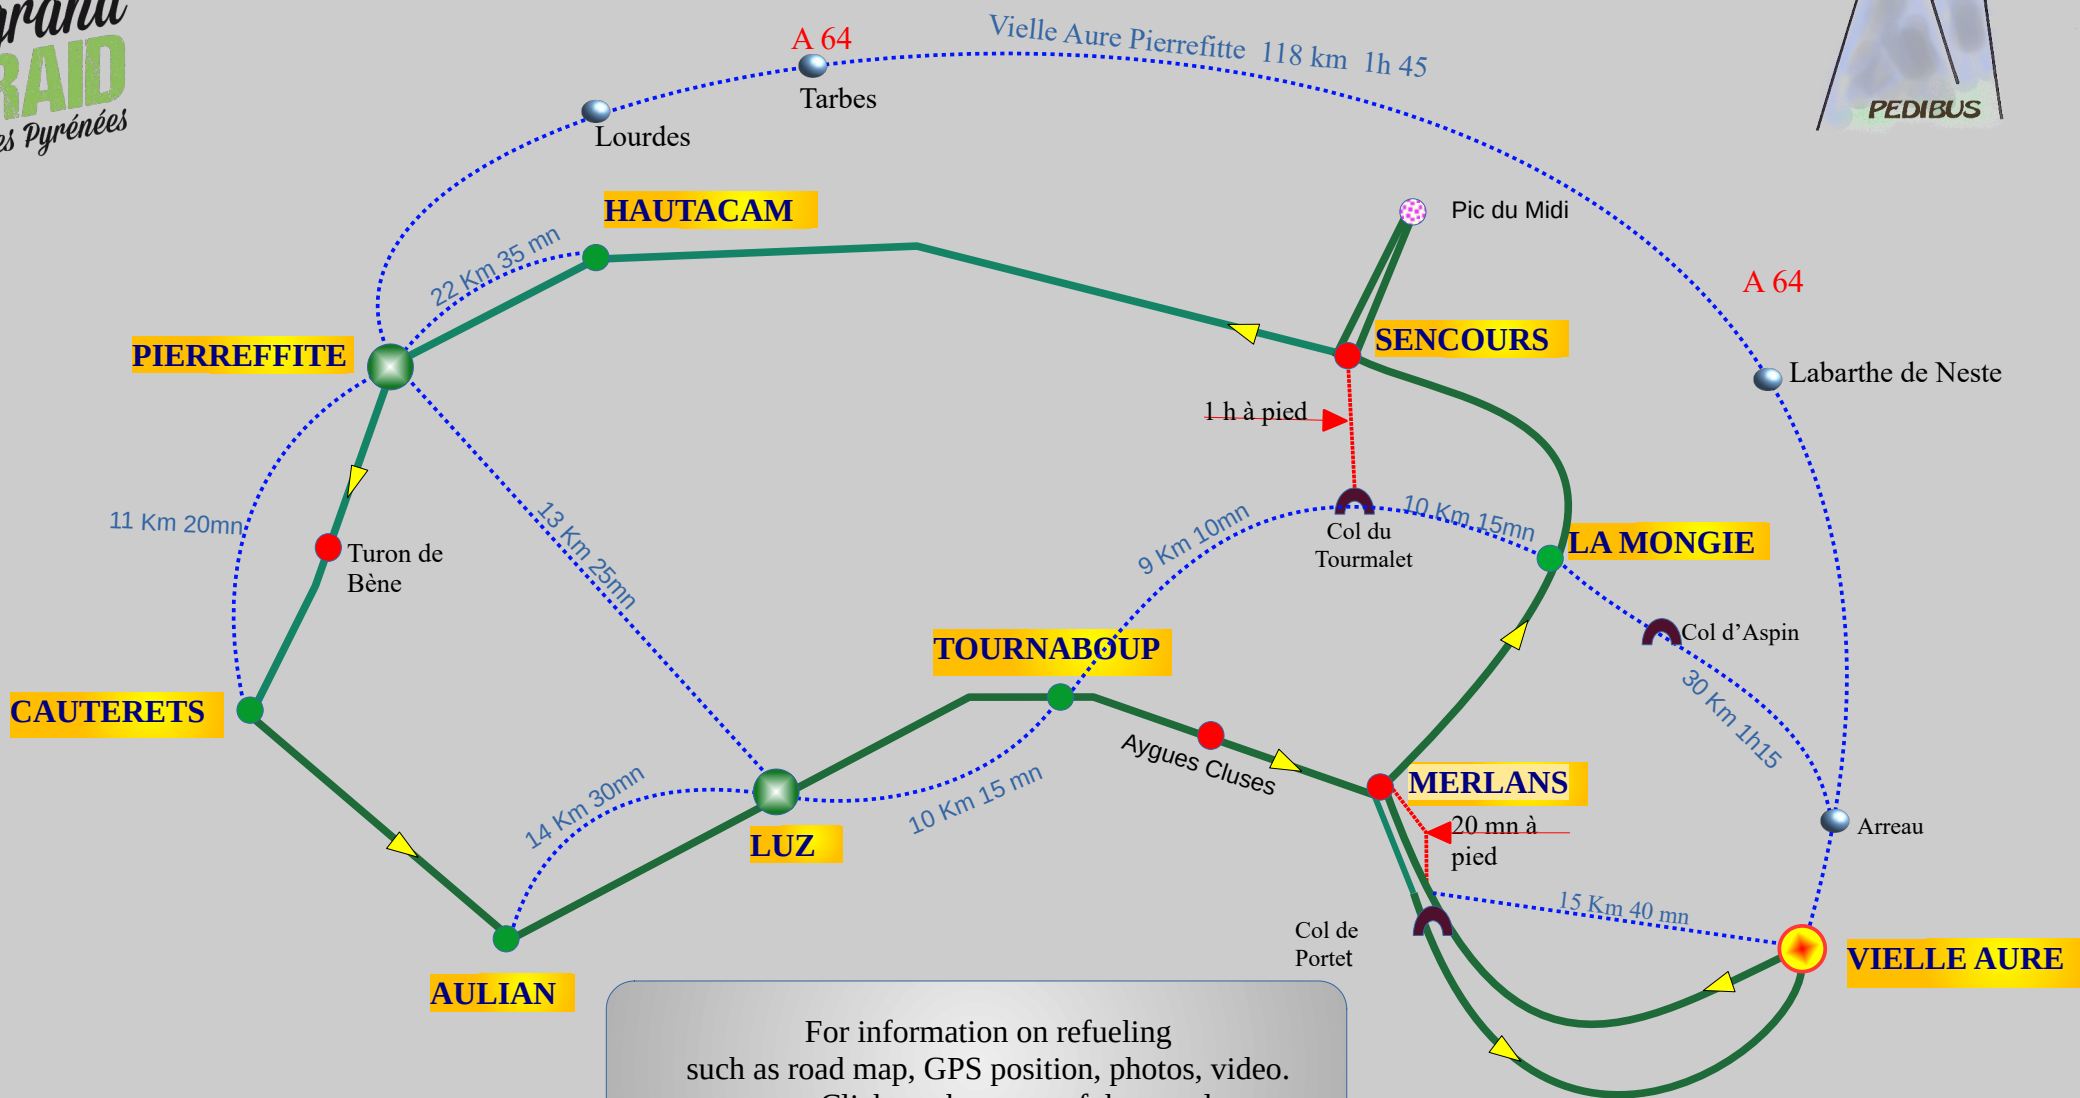 grand
RAID
es Pyrénées
A 64
Vielle Aure Pierrefitte 118 km 1h 45
Tarbes
Lourdes
PEDIBUS
HAUTACAM
Pic du Midi
22 Km 35 mn
A 64
PIERREFFITE
SENCOURS
Labarthe de Neste
1 h à pied
11 Km 20mn
13 Km 25mn
9 Km 10mn
10 Km 15mn
Col du
Tourmalet
LA MONGIE
Turon de
Bène
Col d’Aspin
TOURNABOUP
30 Km 1h15
CAUTERETS
Aygues Cluses
MERLANS
14 Km 30mn
10 Km 15 mn
20 mn à
pied
Arreau
LUZ
15 Km 40 mn
Col de
Portet
VIELLE AURE
AULIAN
For information on refueling
such as road map, GPS position, photos, video.